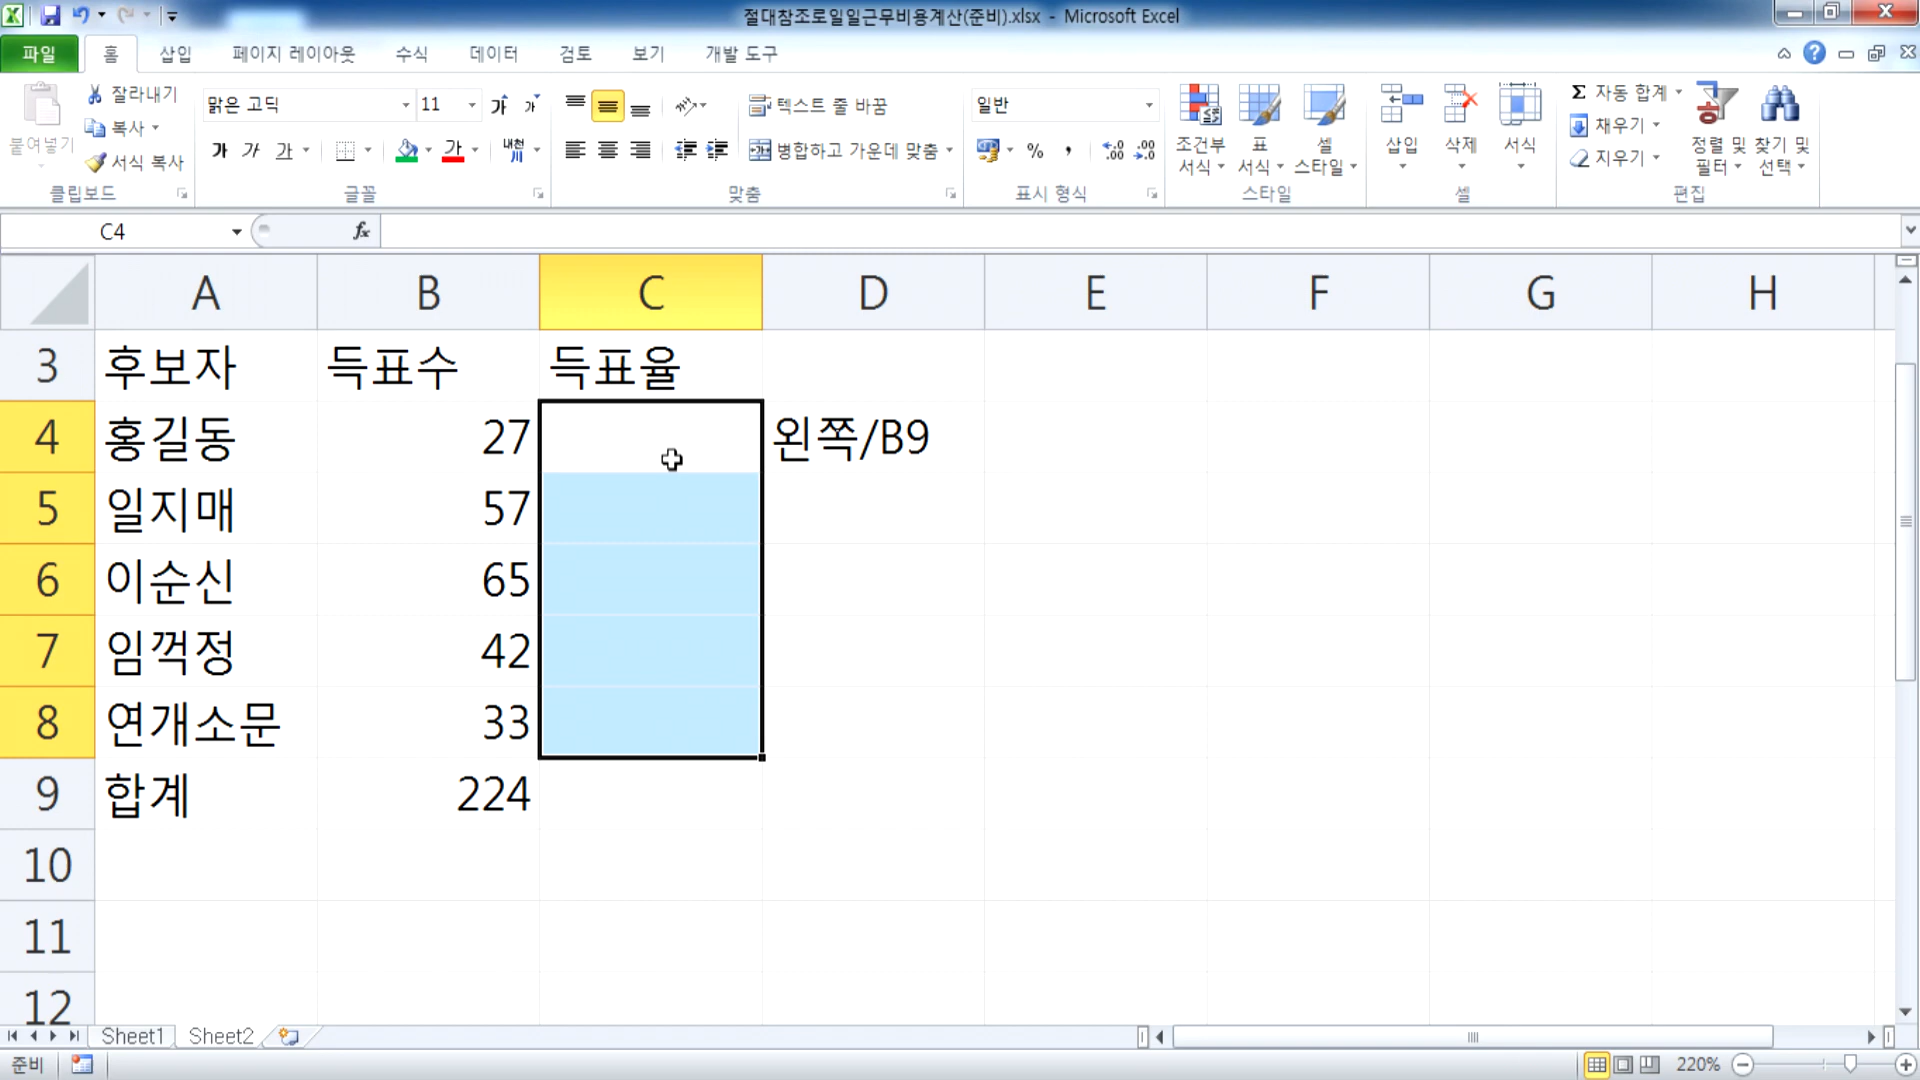 절대참조로일일근무비용계산(준비).xlsx - Microsoft Excel
파일 홈 삽입 페이지 레이아웃 수식 데이터 검토 보기 개발 도구
붙여넣기
잘라내기
복사
서식 복사
클립보드
맑은 고딕 11 가 가
가 가 가 가 내천
글꼴
텍스트 줄 바꿈
병합하고 가운데 맞춤
맞춤
일반
% ,
표시 형식
조건부 서식
표 서식
셀 스타일
스타일
삽입 삭제 서식
셀
Σ 자동 합계
채우기
지우기
정렬 및 필터
찾기 및 선택
편집
C4 fx
A B C D E F G H
3 후보자 득표수 득표율
4 홍길동 27 왼쪽/B9
5 일지매 57
6 이순신 65
7 임꺽정 42
8 연개소문 33
9 합계 224
10
11
12
Sheet1 Sheet2
준비 220%